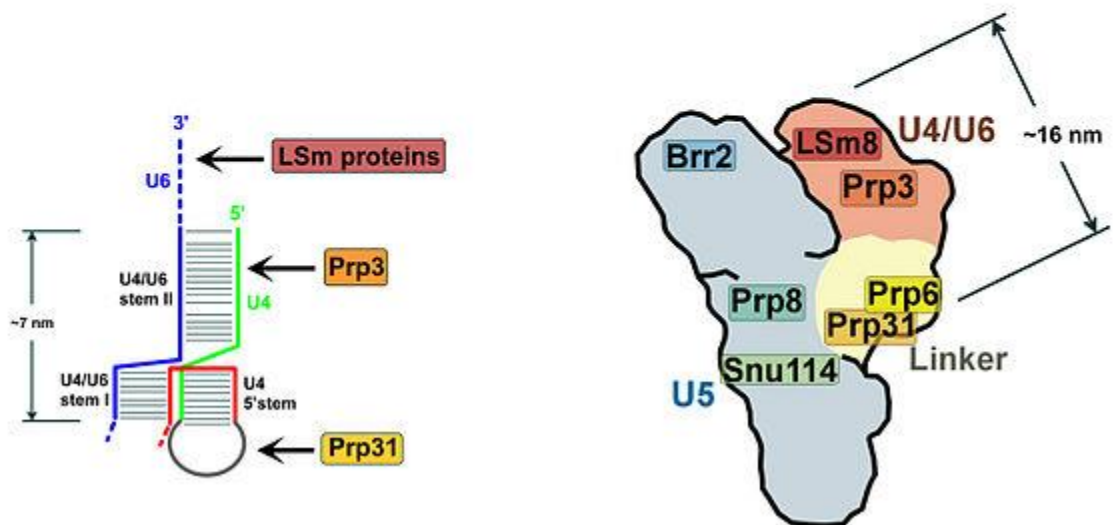 3'
LSm proteins
U6
5'
U4/U6
stem II
Prp3
U4
~7 nm
U4/U6
stem I
U4
5'stem
Prp31
~16 nm
U4/U6
LSm8
Brr2
Prp3
Prp8
Prp6
Prp31
Linker
Snu114
U5